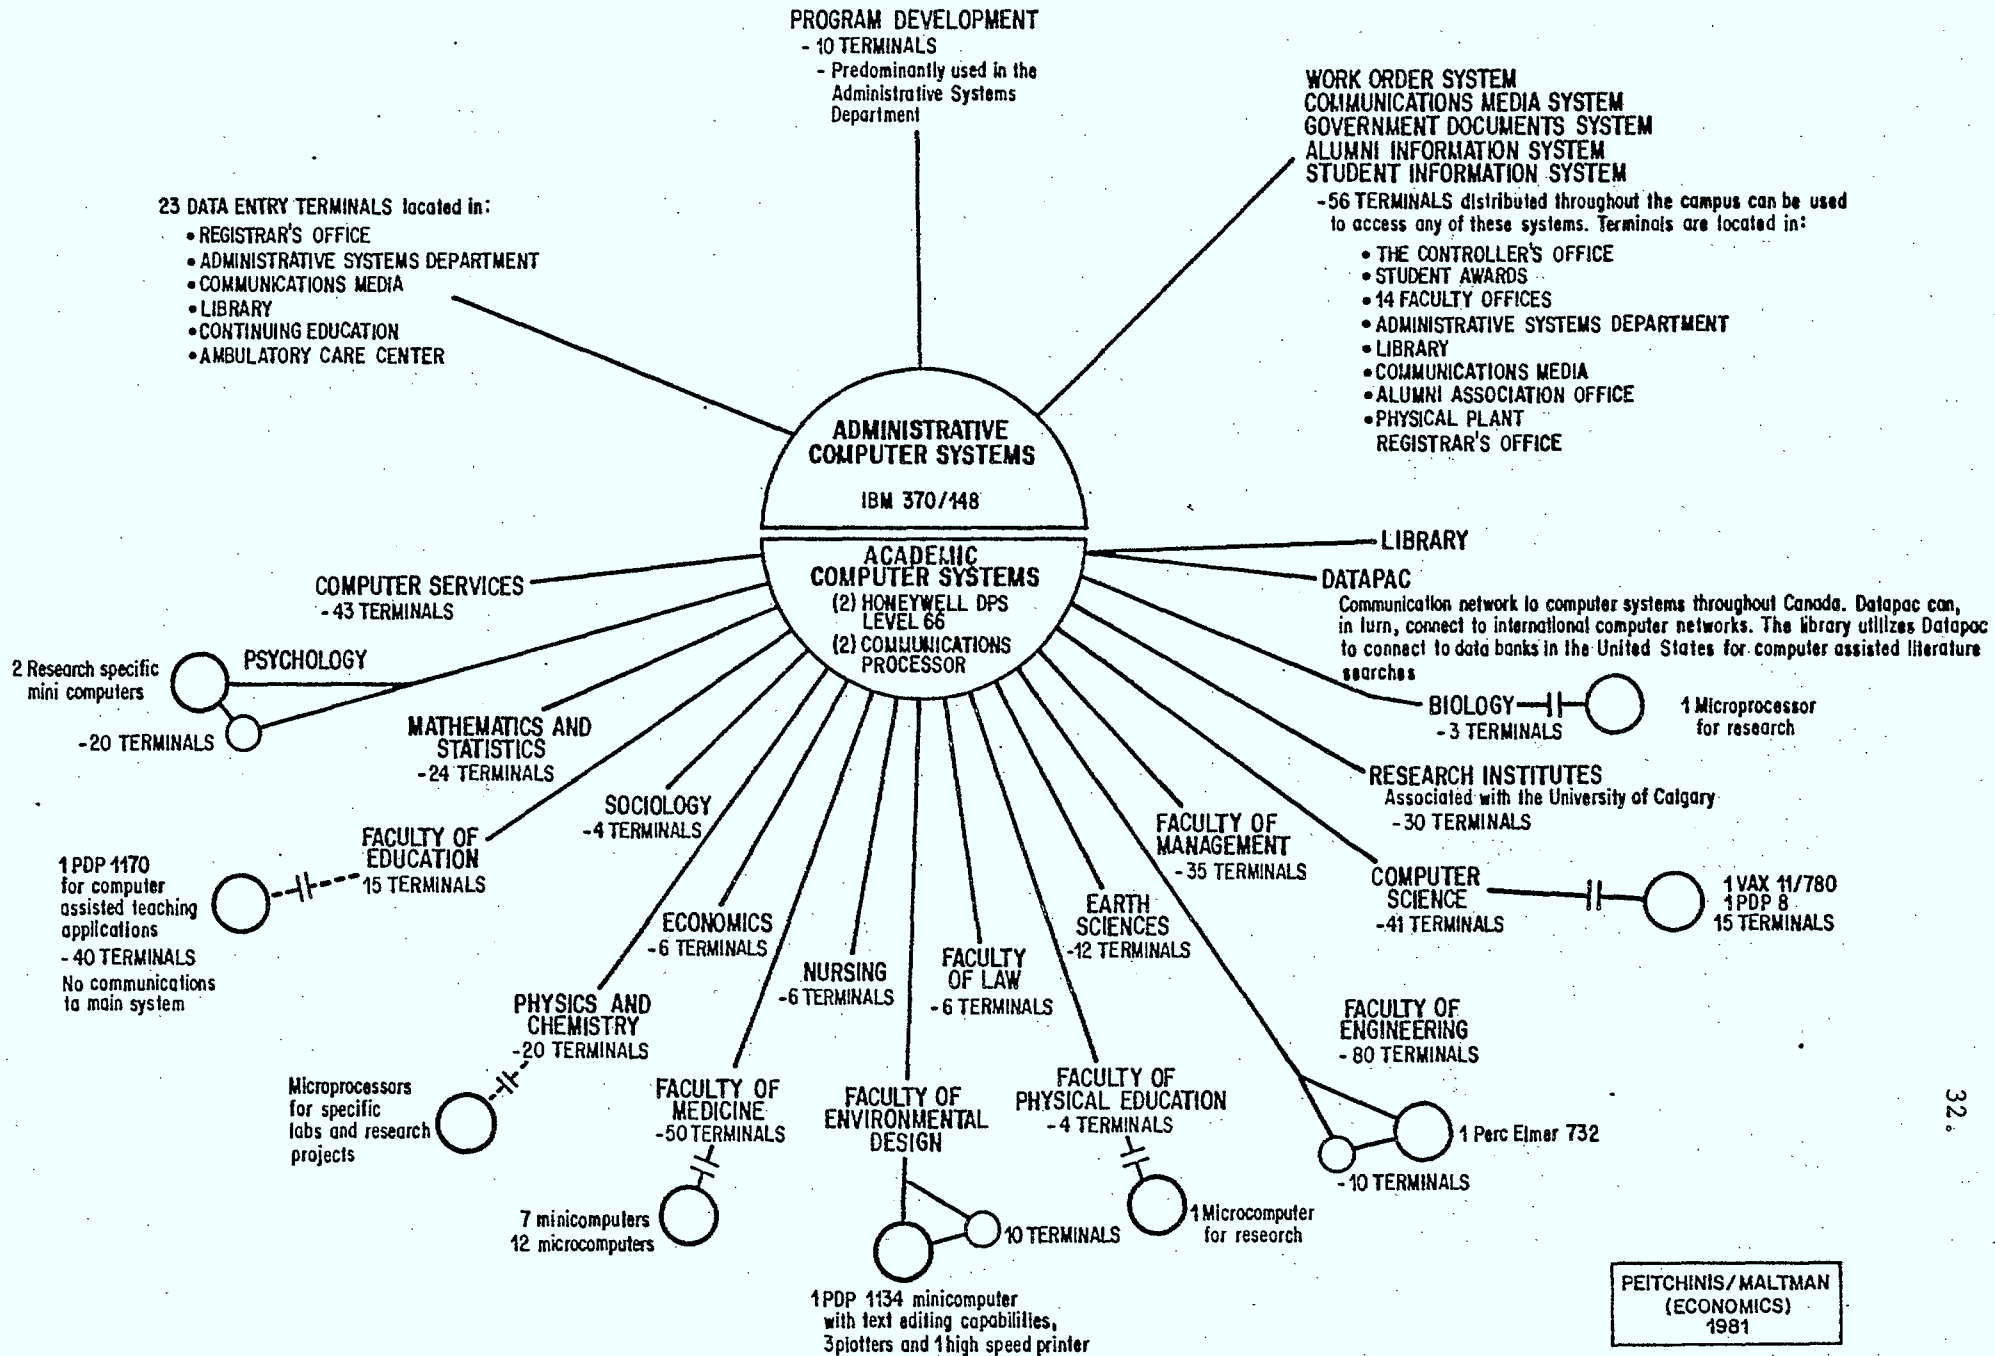 PROGRAM DEVELOPMENT
- 10 TERMINALS
- Predominantly used in the
Administrative Systems
Department
WORK ORDER SYSTEM
COMMUNICATIONS MEDIA SYSTEM
GOVERNMENT DOCUMENTS SYSTEM
ALUMNI INFORMATION SYSTEM
STUDENT INFORMATION SYSTEM
-56 TERMINALS distributed throughout the campus can be used
to access any of these systems. Terminals are located in:
• THE CONTROLLER'S OFFICE
• STUDENT AWARDS
• 14 FACULTY OFFICES
• ADMINISTRATIVE SYSTEMS DEPARTMENT
• LIBRARY
• COMMUNICATIONS MEDIA
• ALUMNI ASSOCIATION OFFICE
• PHYSICAL PLANT
REGISTRAR'S OFFICE
23 DATA ENTRY TERMINALS located in:
• REGISTRAR'S OFFICE
• ADMINISTRATIVE SYSTEMS DEPARTMENT
• COMMUNICATIONS MEDIA
• LIBRARY
• CONTINUING EDUCATION
• AMBULATORY CARE CENTER
ADMINISTRATIVE
COMPUTER SYSTEMS
IBM 370/148
ACADEMIC
COMPUTER SYSTEMS
(2) HONEYWELL DPS
LEVEL 66
(2) COMMUNICATIONS
PROCESSOR
LIBRARY
DATAPAC
Communication network to computer systems throughout Canada. Datapac can,
in turn, connect to international computer networks. The library utilizes Datapac
to connect to data banks in the United States for computer assisted literature
searches
BIOLOGY
- 3 TERMINALS
1 Microprocessor
for research
RESEARCH INSTITUTES
Associated with the University of Calgary
- 30 TERMINALS
COMPUTER
SCIENCE
-41 TERMINALS
1 VAX 11/780
1 PDP 8
15 TERMINALS
FACULTY OF
MANAGEMENT
- 35 TERMINALS
FACULTY OF
ENGINEERING
- 80 TERMINALS
1 Perc Elmer 732
- 10 TERMINALS
EARTH
SCIENCES
-12 TERMINALS
FACULTY OF
PHYSICAL EDUCATION
- 4 TERMINALS
1 Microcomputer
for research
FACULTY
OF LAW
- 6 TERMINALS
FACULTY OF
ENVIRONMENTAL
DESIGN
10 TERMINALS
1 PDP 1134 minicomputer
with text editing capabilities,
3 plotters and 1 high speed printer
NURSING
-6 TERMINALS
FACULTY OF
MEDICINE
-50 TERMINALS
7 minicomputers
12 microcomputers
ECONOMICS
-6 TERMINALS
PHYSICS AND
CHEMISTRY
-20 TERMINALS
Microprocessors
for specific
labs and research
projects
SOCIOLOGY
-4 TERMINALS
FACULTY OF
EDUCATION
15 TERMINALS
1 PDP 1170
for computer
assisted teaching
applications
- 40 TERMINALS
No communications
to main system
MATHEMATICS AND
STATISTICS
-24 TERMINALS
PSYCHOLOGY
2 Research specific
mini computers
-20 TERMINALS
COMPUTER SERVICES
- 43 TERMINALS
32.
PEITCHINIS/MALTMAN
(ECONOMICS)
1981